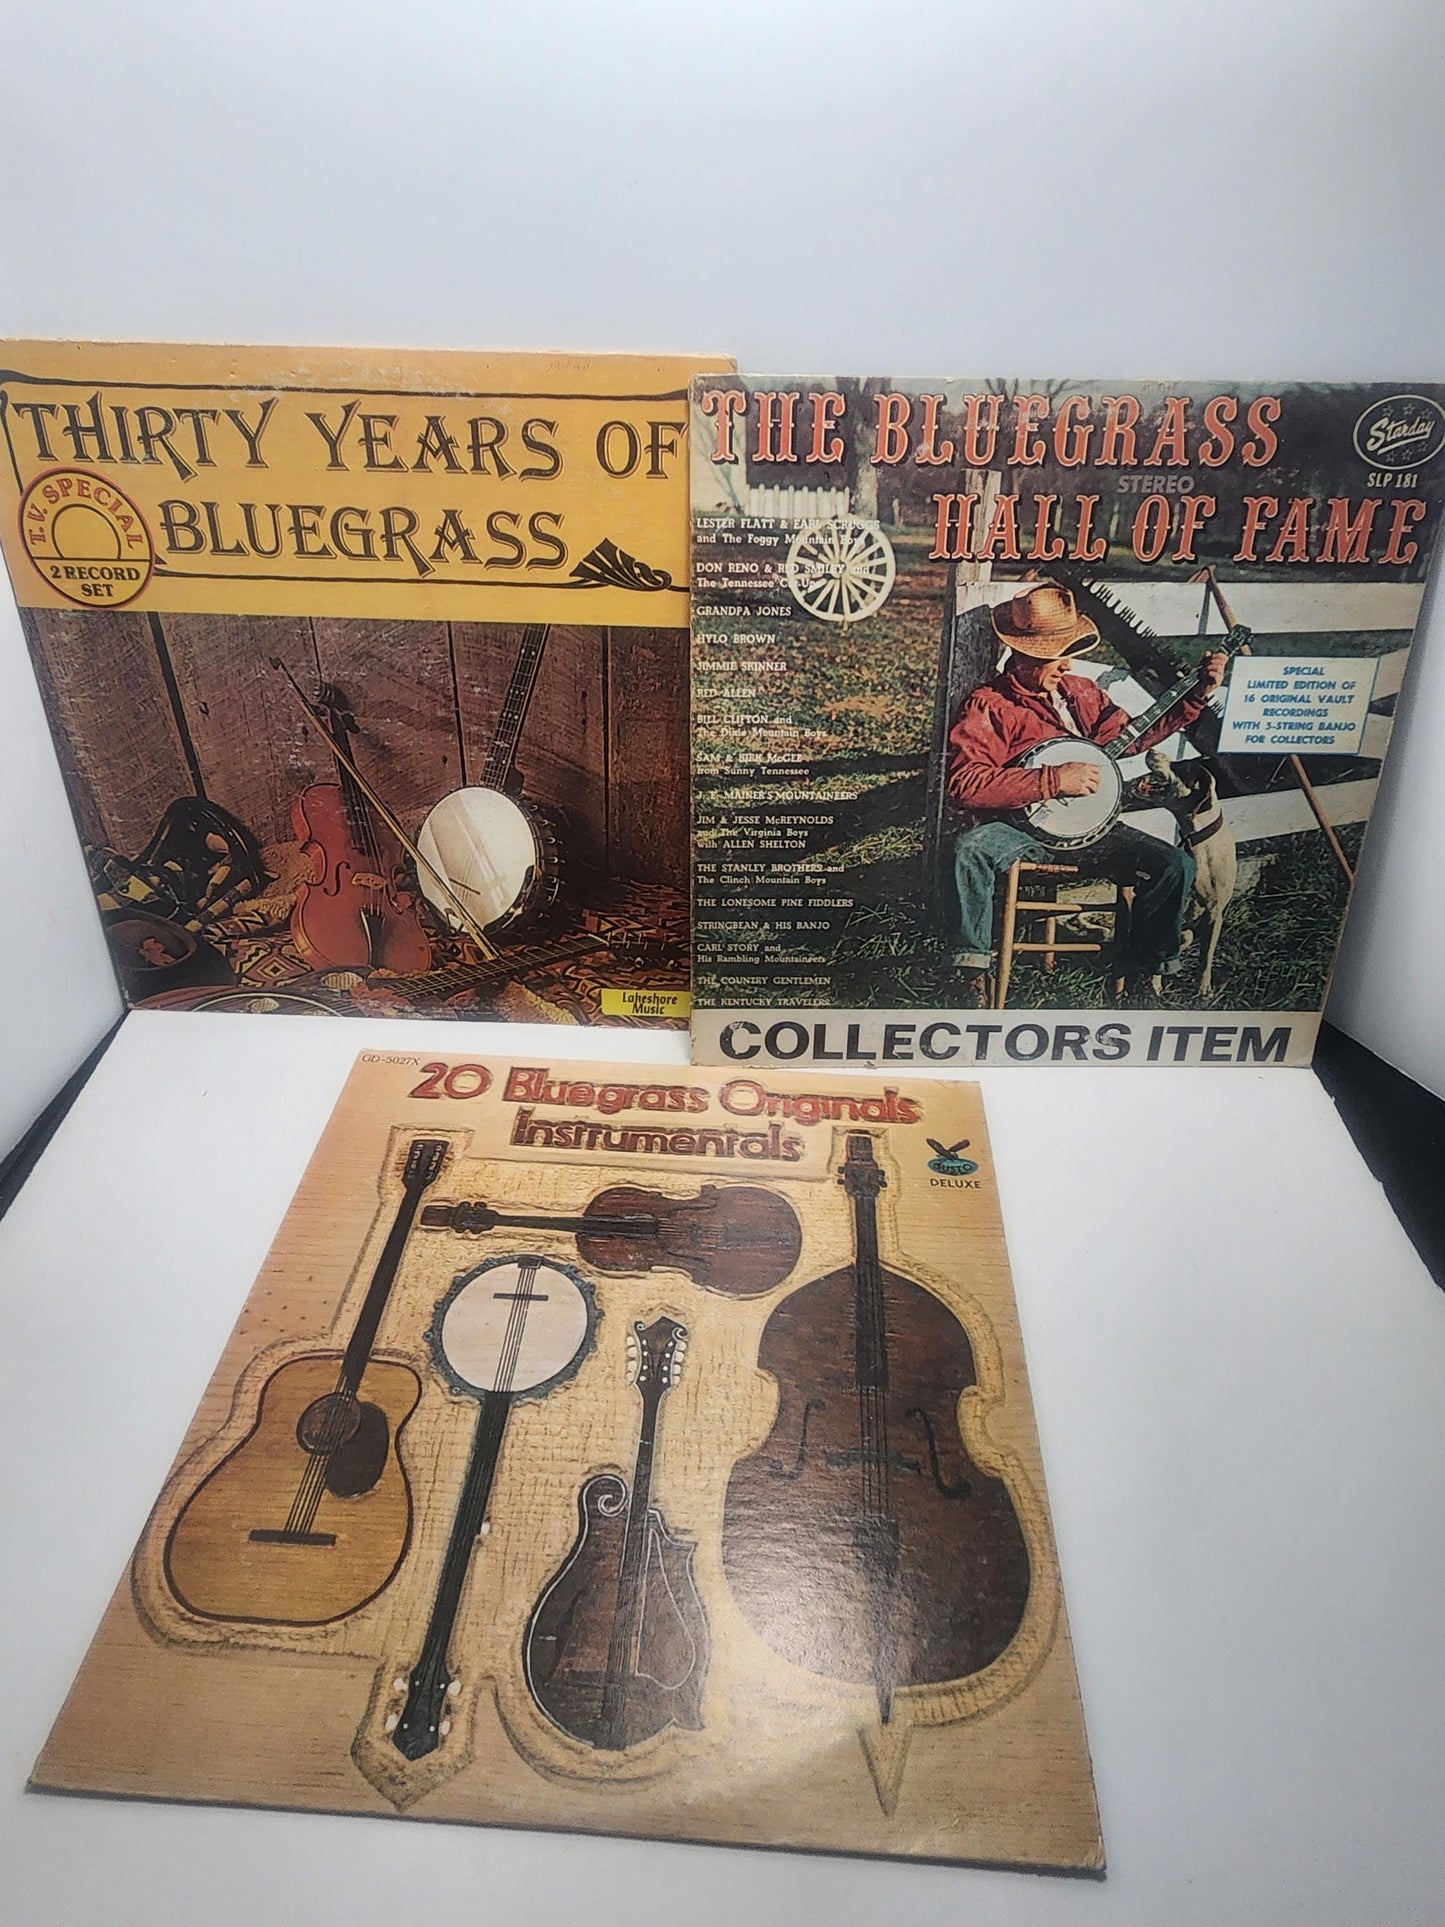 THIRTY YEARS OF
BLUEGRASS
T.V. SPECIAL
2 RECORD
SET
Lakeshore
Music
THE BLUEGRASS
STEREO
HALL OF FAME
Starday
SLP 181
LESTER FLATT & EARL SCRUGGS
and The Foggy Mountain Boys
DON RENO & RED SMILEY and
The Tennessee Cut-Ups
GRANDPA JONES
HYLO BROWN
JIMMIE SKINNER
RED ALLEN
BILL CLIFTON and
The Dixie Mountain Boys
SAM & KIRK McGEE
from Sunny Tennessee
J. E. MAINER'S MOUNTAINEERS
JIM & JESSE McREYNOLDS
and The Virginia Boys
with ALLEN SHELTON
THE STANLEY BROTHERS and
The Clinch Mountain Boys
THE LONESOME PINE FIDDLERS
STRINGBEAN & HIS BANJO
CARL STORY and
His Rambling Mountaineers
THE COUNTRY GENTLEMEN
THE KENTUCKY TRAVELERS
SPECIAL
LIMITED EDITION OF
16 ORIGINAL VAULT
RECORDINGS
WITH 5-STRING BANJO
FOR COLLECTORS
COLLECTORS ITEM
GD-5027X
20 Bluegrass Originals
Instrumentals
GUSTO
DELUXE